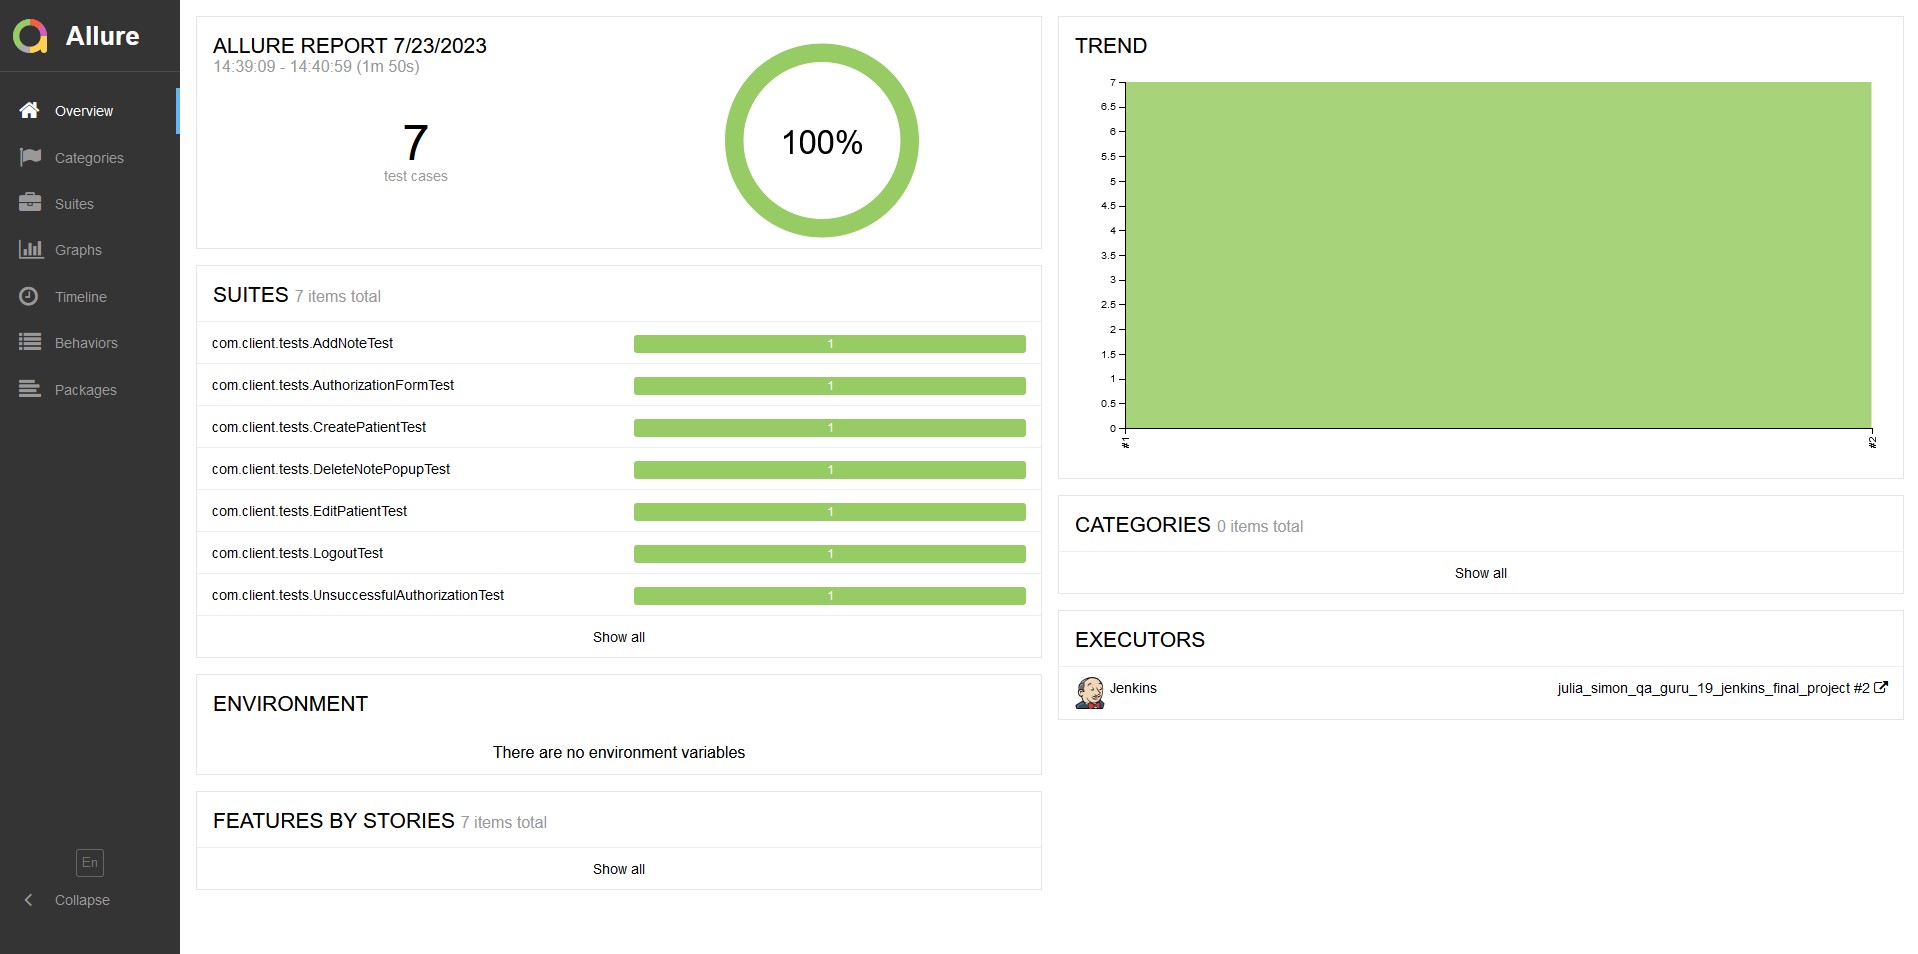 Allure
Overview
Categories
Suites
Graphs
Timeline
Behaviors
Packages
En
Collapse
ALLURE REPORT 7/23/2023
14:39:09 - 14:40:59 (1m 50s)
7
test cases
100%
SUITES 7 items total
com.client.tests.AddNoteTest 1
com.client.tests.AuthorizationFormTest 1
com.client.tests.CreatePatientTest 1
com.client.tests.DeleteNotePopupTest 1
com.client.tests.EditPatientTest 1
com.client.tests.LogoutTest 1
com.client.tests.UnsuccessfulAuthorizationTest 1
Show all
ENVIRONMENT
There are no environment variables
FEATURES BY STORIES 7 items total
Show all
TREND
7
6.5
6
5.5
5
4.5
4
3.5
3
2.5
2
1.5
1
0.5
0
#1
#2
CATEGORIES 0 items total
Show all
EXECUTORS
Jenkins julia_simon_qa_guru_19_jenkins_final_project #2